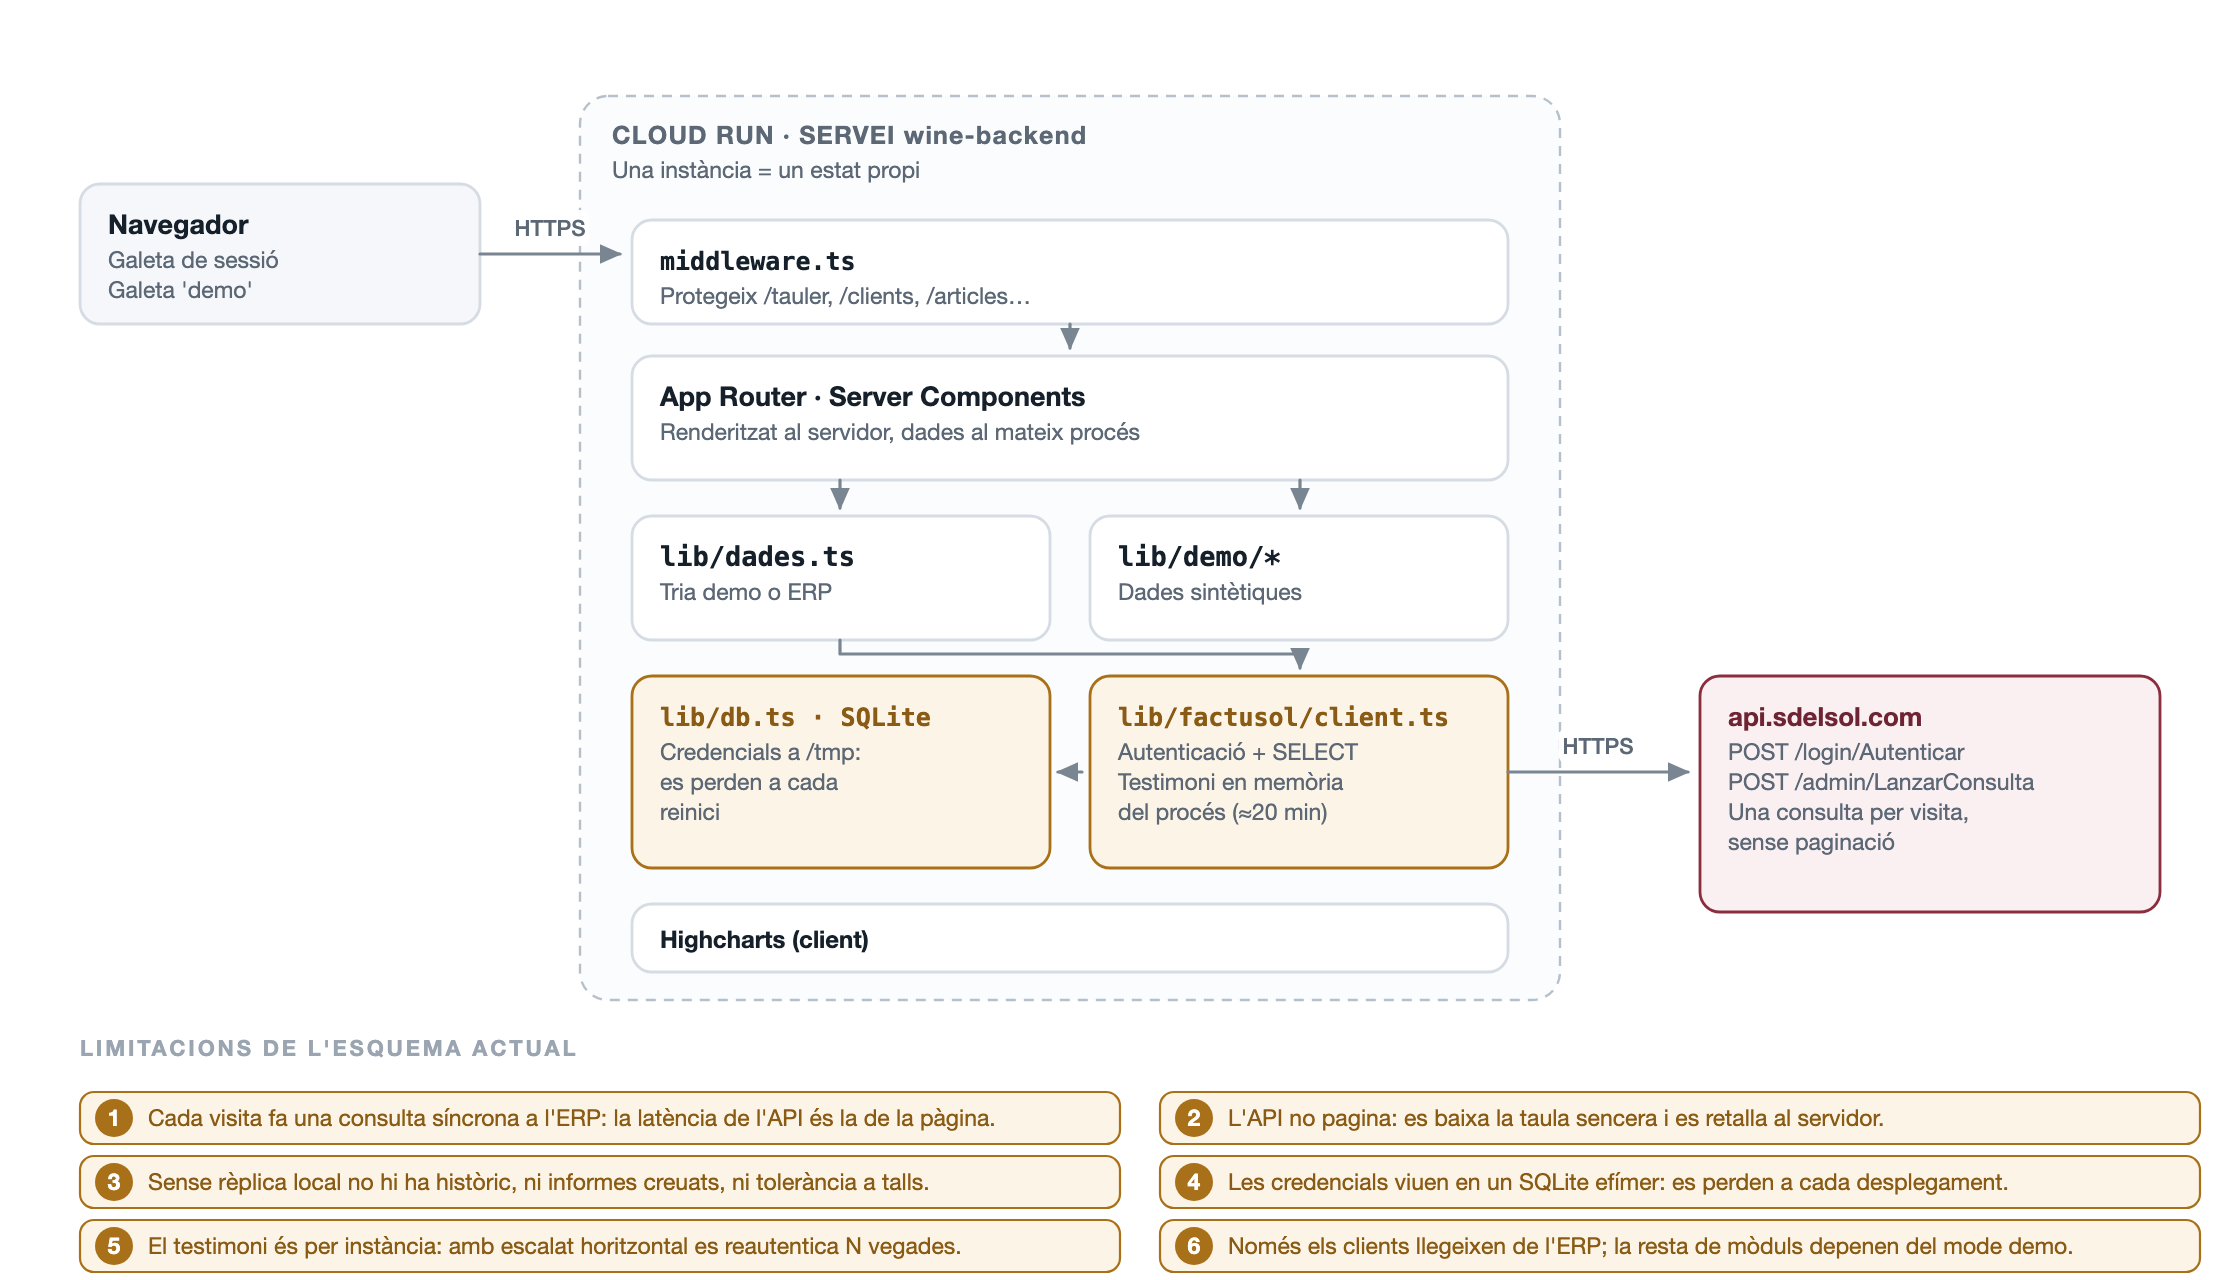 CLOUD RUN · SERVEI wine-backend
Una instància = un estat propi
Navegador
Galeta de sessió
Galeta 'demo'
HTTPS
middleware.ts
Protegeix /tauler, /clients, /articles…
App Router · Server Components
Renderitzat al servidor, dades al mateix procés
lib/dades.ts
Tria demo o ERP
lib/demo/*
Dades sintètiques
lib/db.ts · SQLite
Credencials a /tmp:
es perden a cada
reinici
lib/factusol/client.ts
Autenticació + SELECT
Testimoni en memòria
del procés (≈20 min)
HTTPS
api.sdelsol.com
POST /login/Autenticar
POST /admin/LanzarConsulta
Una consulta per visita,
sense paginació
Highcharts (client)
LIMITACIONS DE L'ESQUEMA ACTUAL
1 Cada visita fa una consulta síncrona a l'ERP: la latència de l'API és la de la pàgina.
2 L'API no pagina: es baixa la taula sencera i es retalla al servidor.
3 Sense rèplica local no hi ha històric, ni informes creuats, ni tolerància a talls.
4 Les credencials viuen en un SQLite efímer: es perden a cada desplegament.
5 El testimoni és per instància: amb escalat horitzontal es reautentica N vegades.
6 Només els clients llegeixen de l'ERP; la resta de mòduls depenen del mode demo.